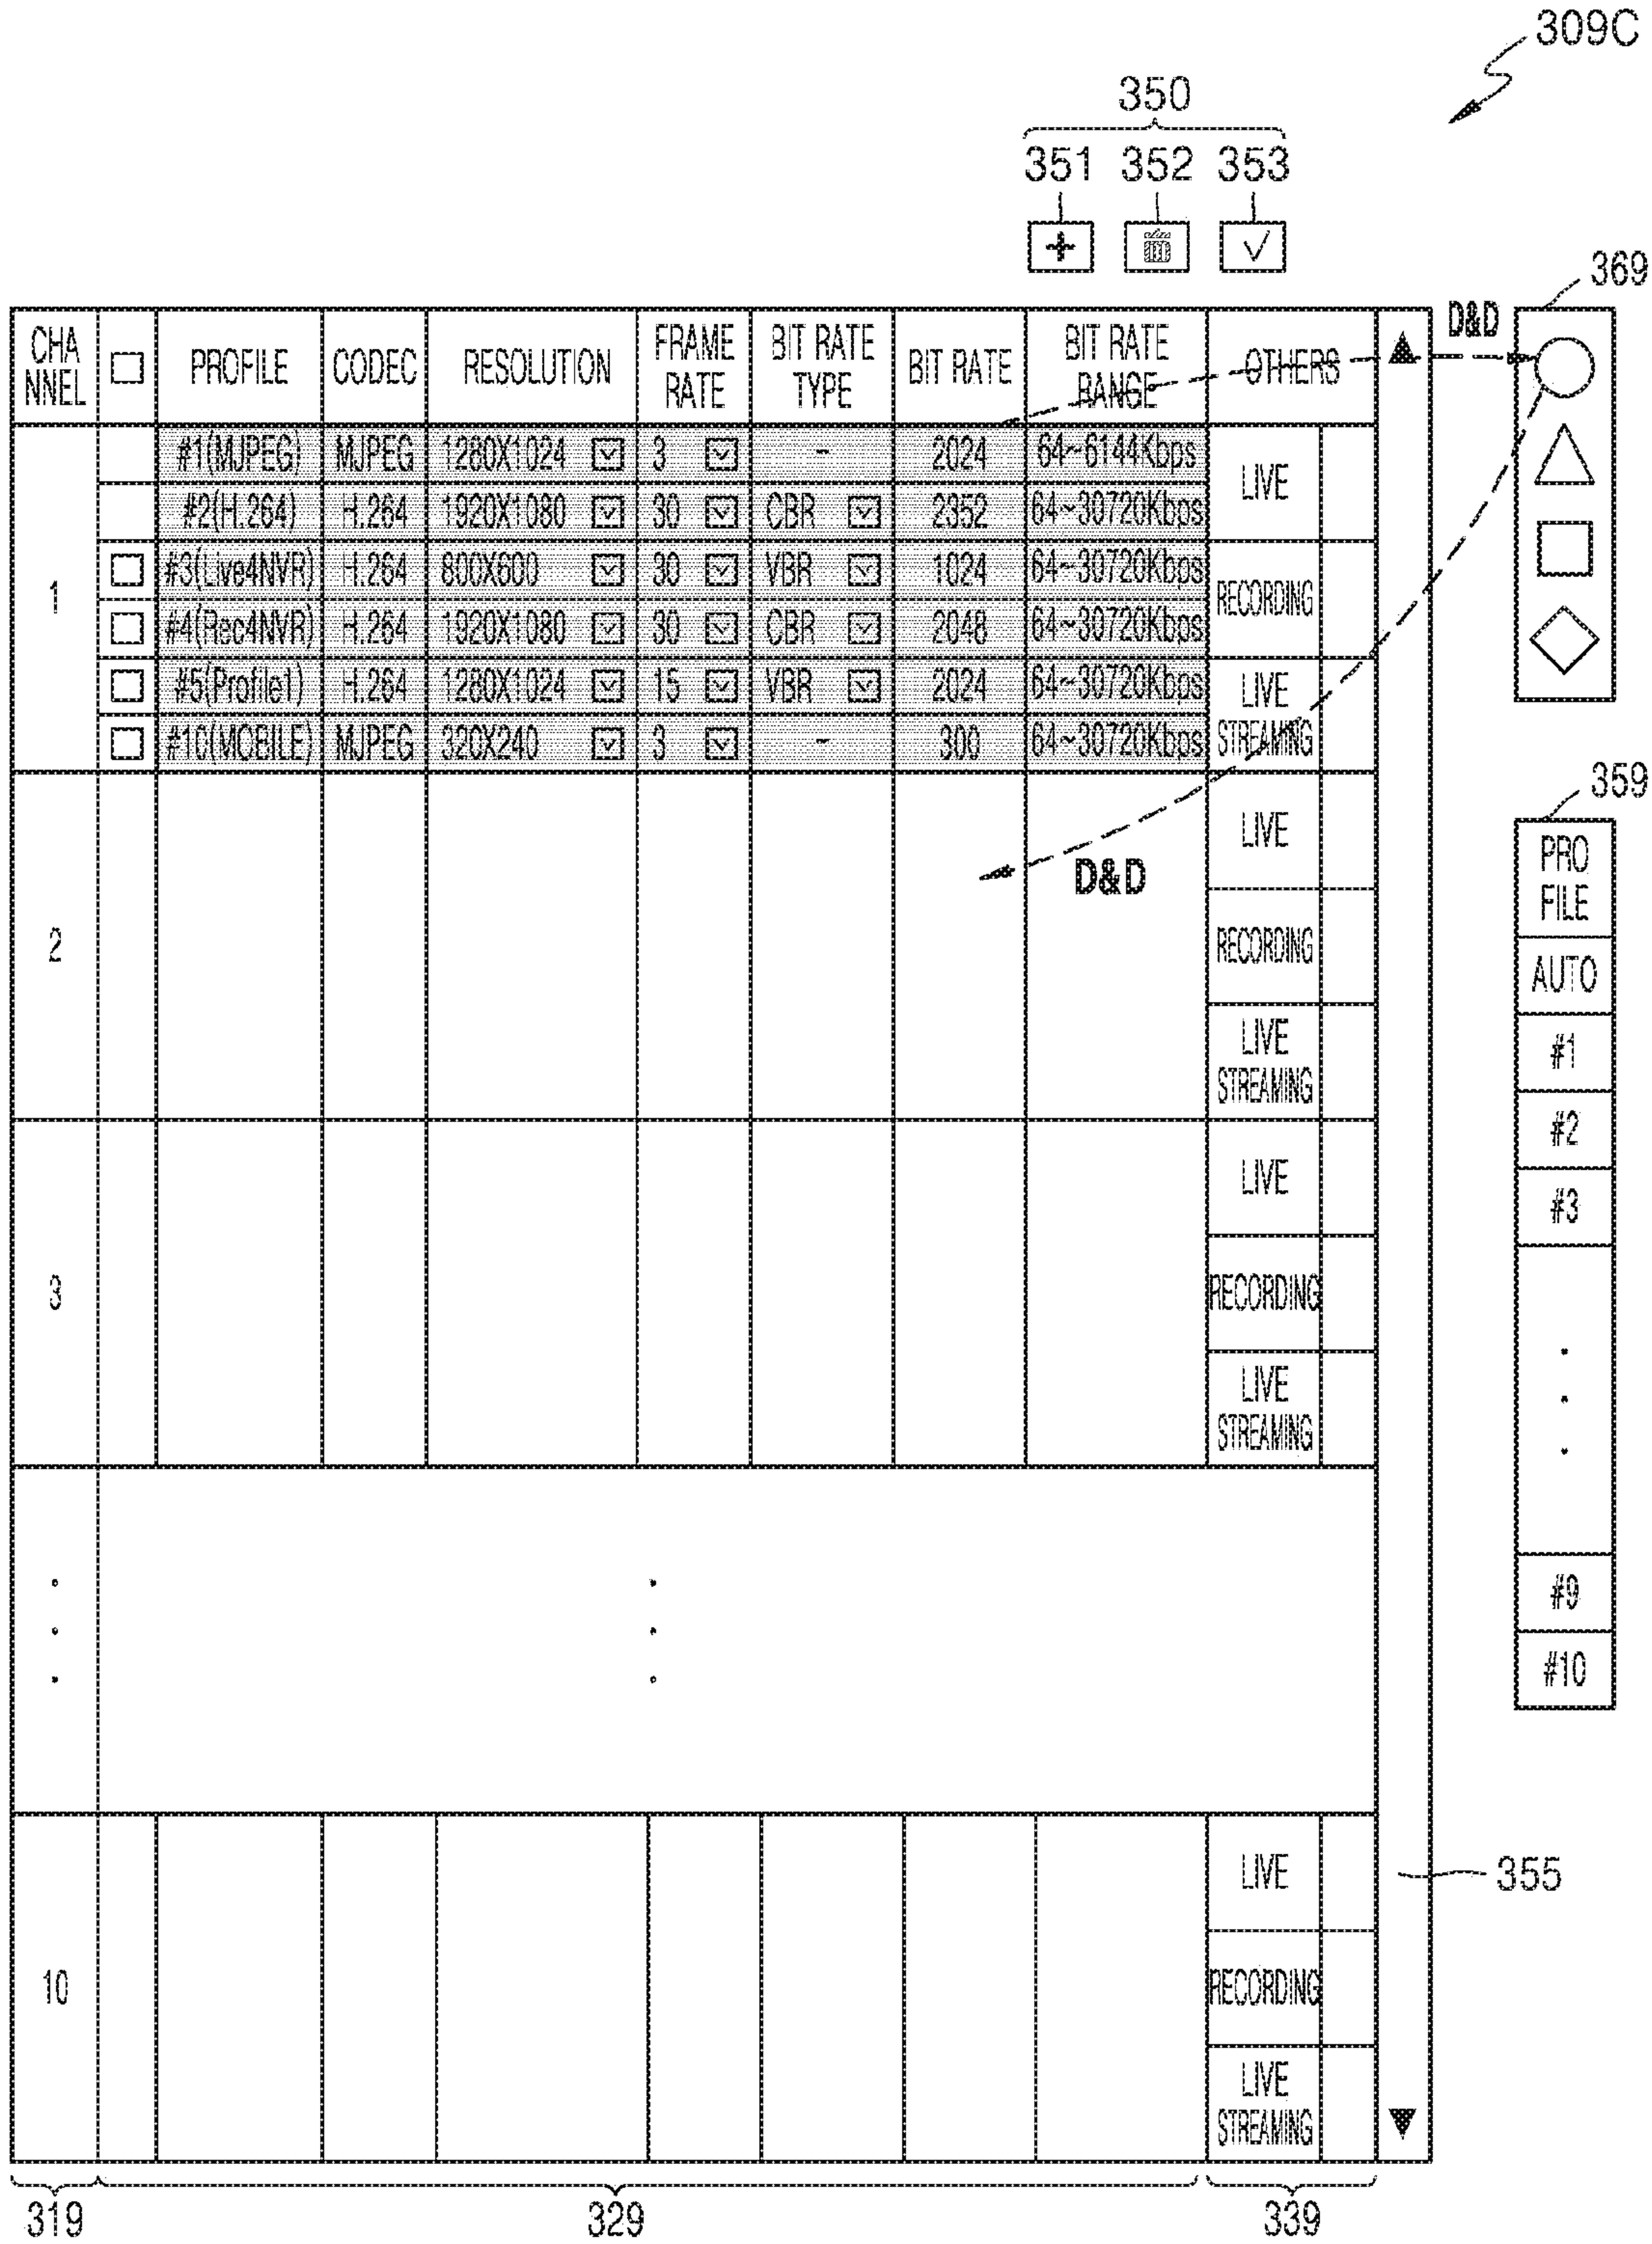 309C
350
351 352 353
369
D&D
CHA
NNEL
PROFILE CODEC RESOLUTION FRAME RATE BIT RATE TYPE BIT RATE BIT RATE RANGE OTHERS
1
#1(MJPEG) MJPEG 1280X1024 3 - 2024 64~6144Kbps
#2(H.264) H.264 1920X1080 30 CBR 2352 64~30720Kbps
#3(Live4NVR) H.264 800X600 30 VBR 1024 64~30720Kbps
#4(Rec4NVR) H.264 1920X1080 30 CBR 2048 64~30720Kbps
#5(Profile1) H.264 1280X1024 15 VBR 2024 64~30720Kbps
#10(MOBILE) MJPEG 320X240 3 - 300 64~30720Kbps
LIVE
RECORDING
LIVE
STREAMING
2
D&D
LIVE
RECORDING
LIVE
STREAMING
3
LIVE
RECORDING
LIVE
STREAMING
10
LIVE
RECORDING
LIVE
STREAMING
359
PRO
FILE
AUTO
#1
#2
#3
#9
#10
355
319 329 339